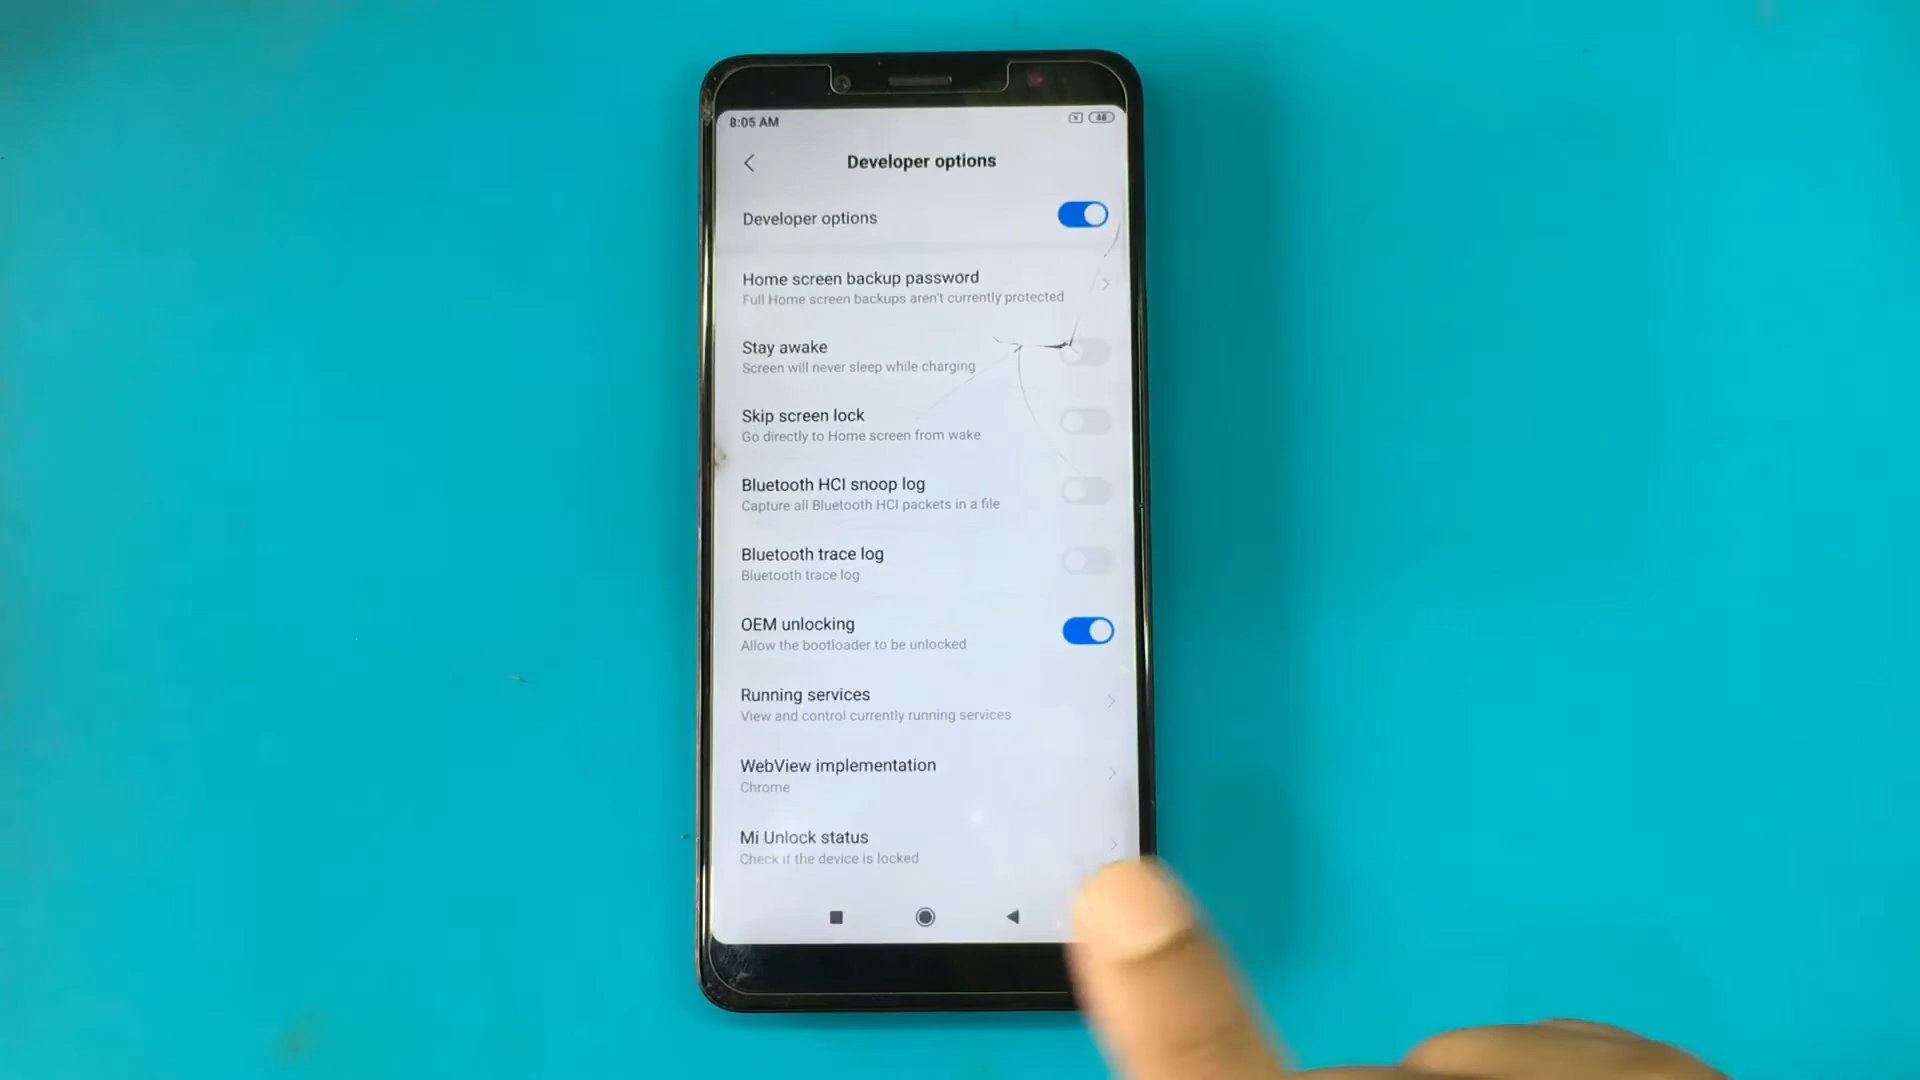 8:05 AM
48
Developer options
Developer options
Home screen backup password
Full Home screen backups aren't currently protected
Stay awake
Screen will never sleep while charging
Skip screen lock
Go directly to Home screen from wake
Bluetooth HCI snoop log
Capture all Bluetooth HCI packets in a file
Bluetooth trace log
Bluetooth trace log
OEM unlocking
Allow the bootloader to be unlocked
Running services
View and control currently running services
WebView implementation
Chrome
Mi Unlock status
Check if the device is locked